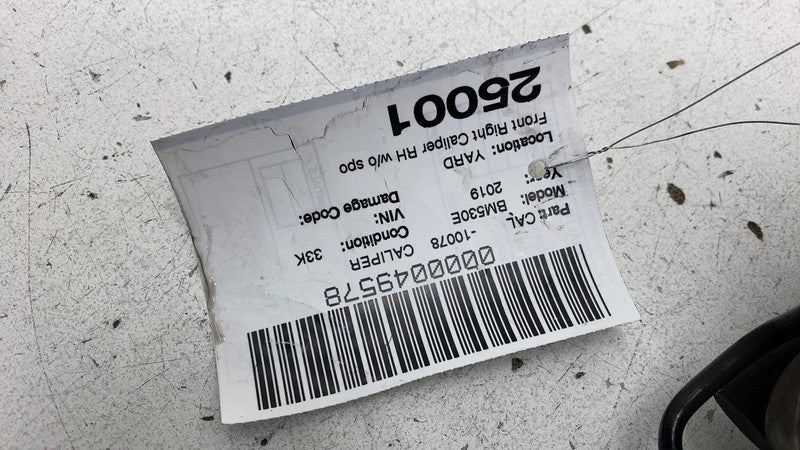 0000049578
Part: CAL -10078 CALIPER
Model: BM530E Condition: 33K
Year: 2019 VIN:
Location: YARD Damage Code:
Front Right Caliper RH w/o spo
25001